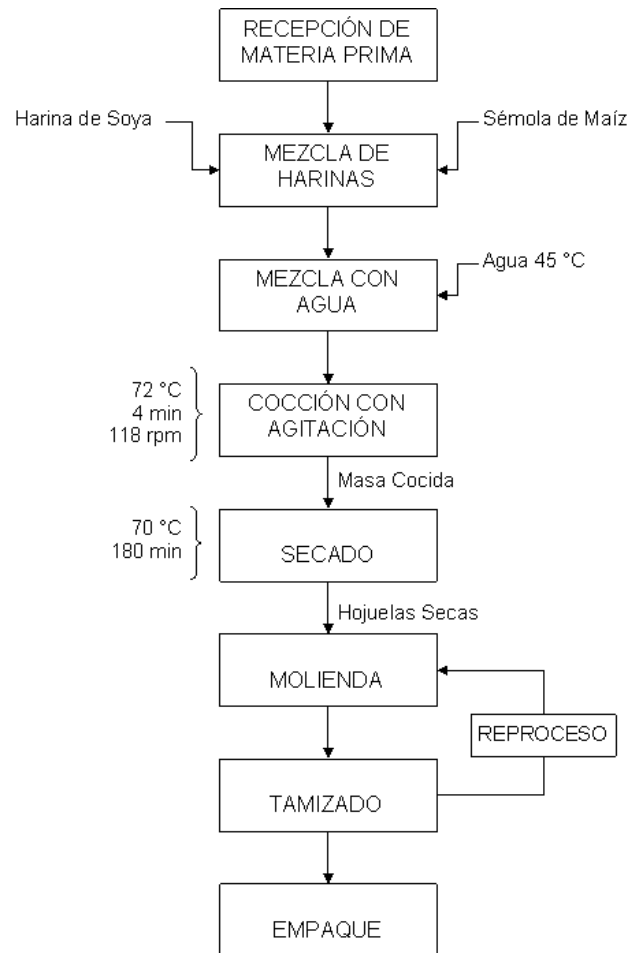 RECEPCIÓN DE
MATERIA PRIMA
Harina de Soya
Sémola de Maíz
MEZCLA DE
HARINAS
Agua 45 °C
MEZCLA CON
AGUA
72 °C
4 min
118 rpm
COCCIÓN CON
AGITACIÓN
Masa Cocida
70 °C
180 min
SECADO
Hojuelas Secas
MOLIENDA
REPROCESO
TAMIZADO
EMPAQUE